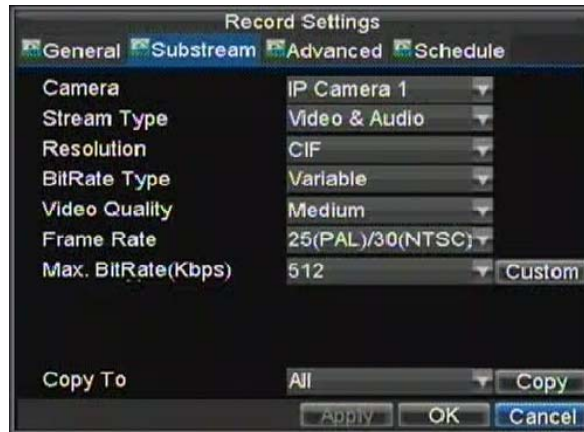 Record Settings
General Substream Advanced Schedule
Camera IP Camera 1
Stream Type Video & Audio
Resolution CIF
BitRate Type Variable
Video Quality Medium
Frame Rate 25(PAL)/30(NTSC)
Max. BitRate(Kbps) 512 Custom
Copy To All Copy
Apply OK Cancel